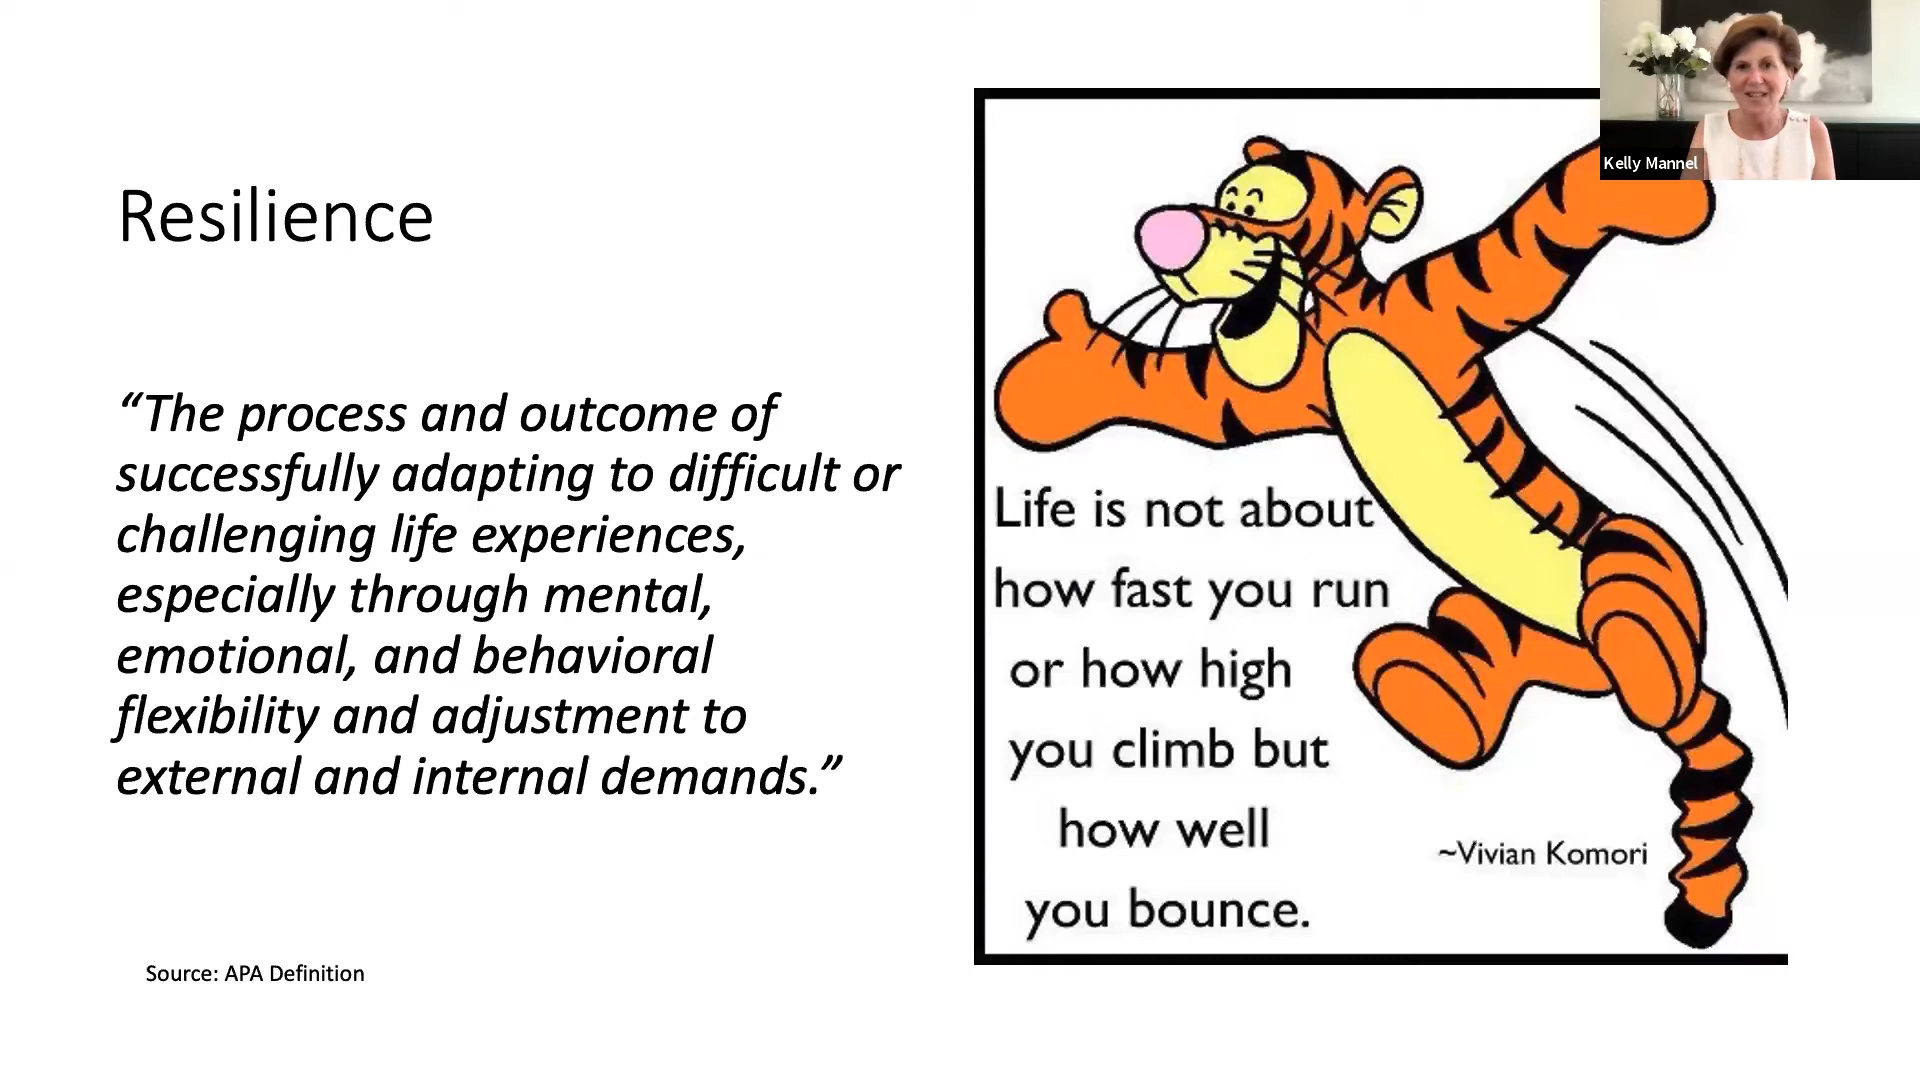 Resilience
“The process and outcome of
successfully adapting to difficult or
challenging life experiences,
especially through mental,
emotional, and behavioral
flexibility and adjustment to
external and internal demands.”
Source: APA Definition
Life is not about
how fast you run
or how high
you climb but
how well
you bounce.
~Vivian Komori
Kelly Mannel